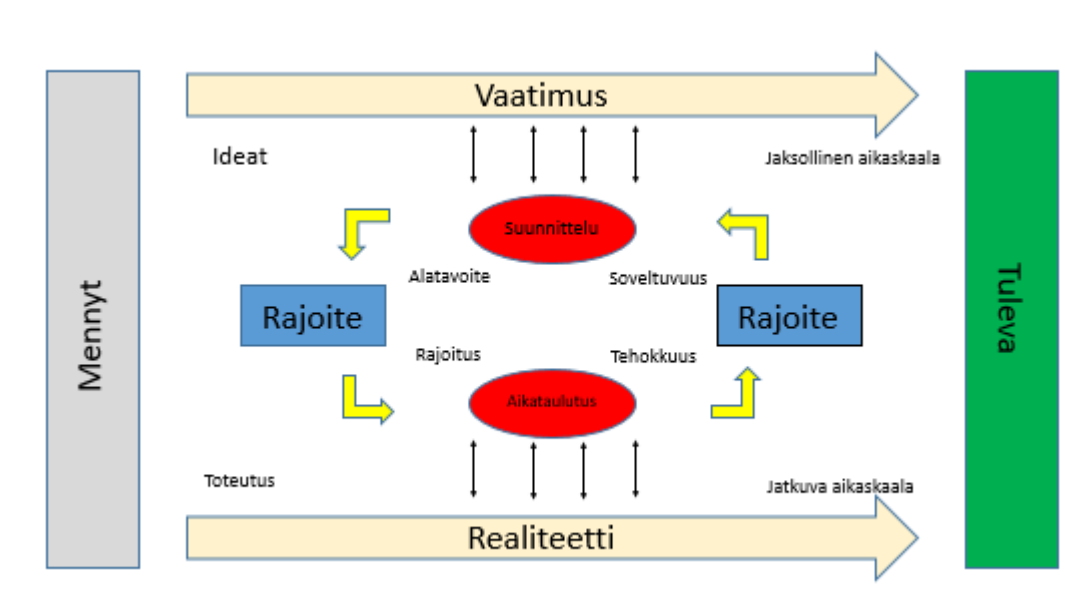 Vaatimus
Ideat
Jaksollinen aikaskaala
Suunnittelu
Alatavoite
Soveltuvuus
Mennyt
Rajoite
Rajoite
Tuleva
Rajoitus
Tehokkuus
Aikataulutus
Toteutus
Jatkuva aikaskaala
Realiteetti